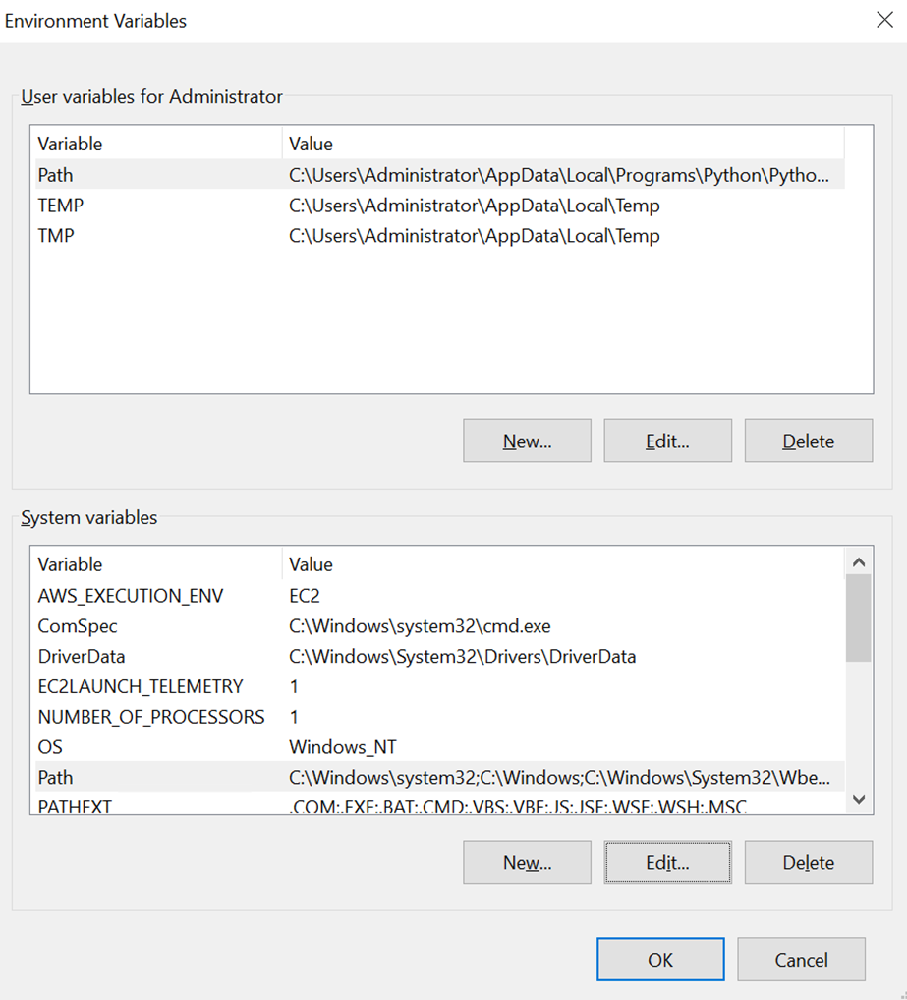 Environment Variables
User variables for Administrator
Variable Value
Path C:\Users\Administrator\AppData\Local\Programs\Python\Pytho...
TEMP C:\Users\Administrator\AppData\Local\Temp
TMP C:\Users\Administrator\AppData\Local\Temp
New... Edit... Delete
System variables
Variable Value
AWS_EXECUTION_ENV EC2
ComSpec C:\Windows\system32\cmd.exe
DriverData C:\Windows\System32\Drivers\DriverData
EC2LAUNCH_TELEMETRY 1
NUMBER_OF_PROCESSORS 1
OS Windows_NT
Path C:\Windows\system32;C:\Windows;C:\Windows\System32\Wbe...
PATHEXT .COM;.EXE;.BAT;.CMD;.VBS;.VBE;.JS;.JSE;.WSF;.WSH;.MSC
New... Edit... Delete
OK Cancel